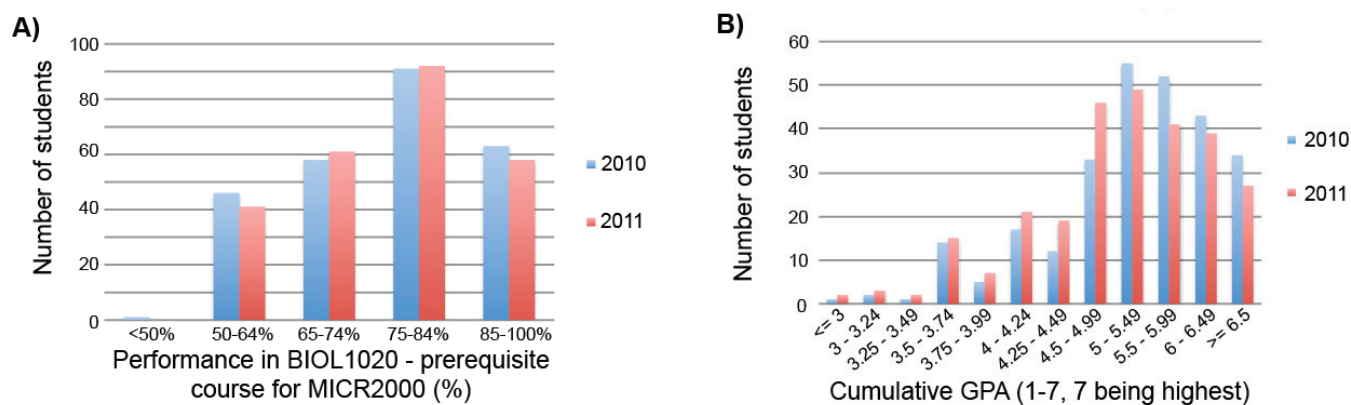 A)
Number of students
100
80
60
40
20
0
<50%
50-64%
65-74%
75-84%
85-100%
Performance in BIOL1020 - prerequisite
course for MICR2000 (%)
2010
2011
B)
Number of students
60
50
40
30
20
10
0
<= 3
3 - 3.24
3.25 - 3.49
3.5 - 3.74
3.75 - 3.99
4 - 4.24
4.25 - 4.49
4.5 - 4.99
5 - 5.49
5.5 - 5.99
6 - 6.49
>= 6.5
Cumulative GPA (1-7, 7 being highest)
2010
2011